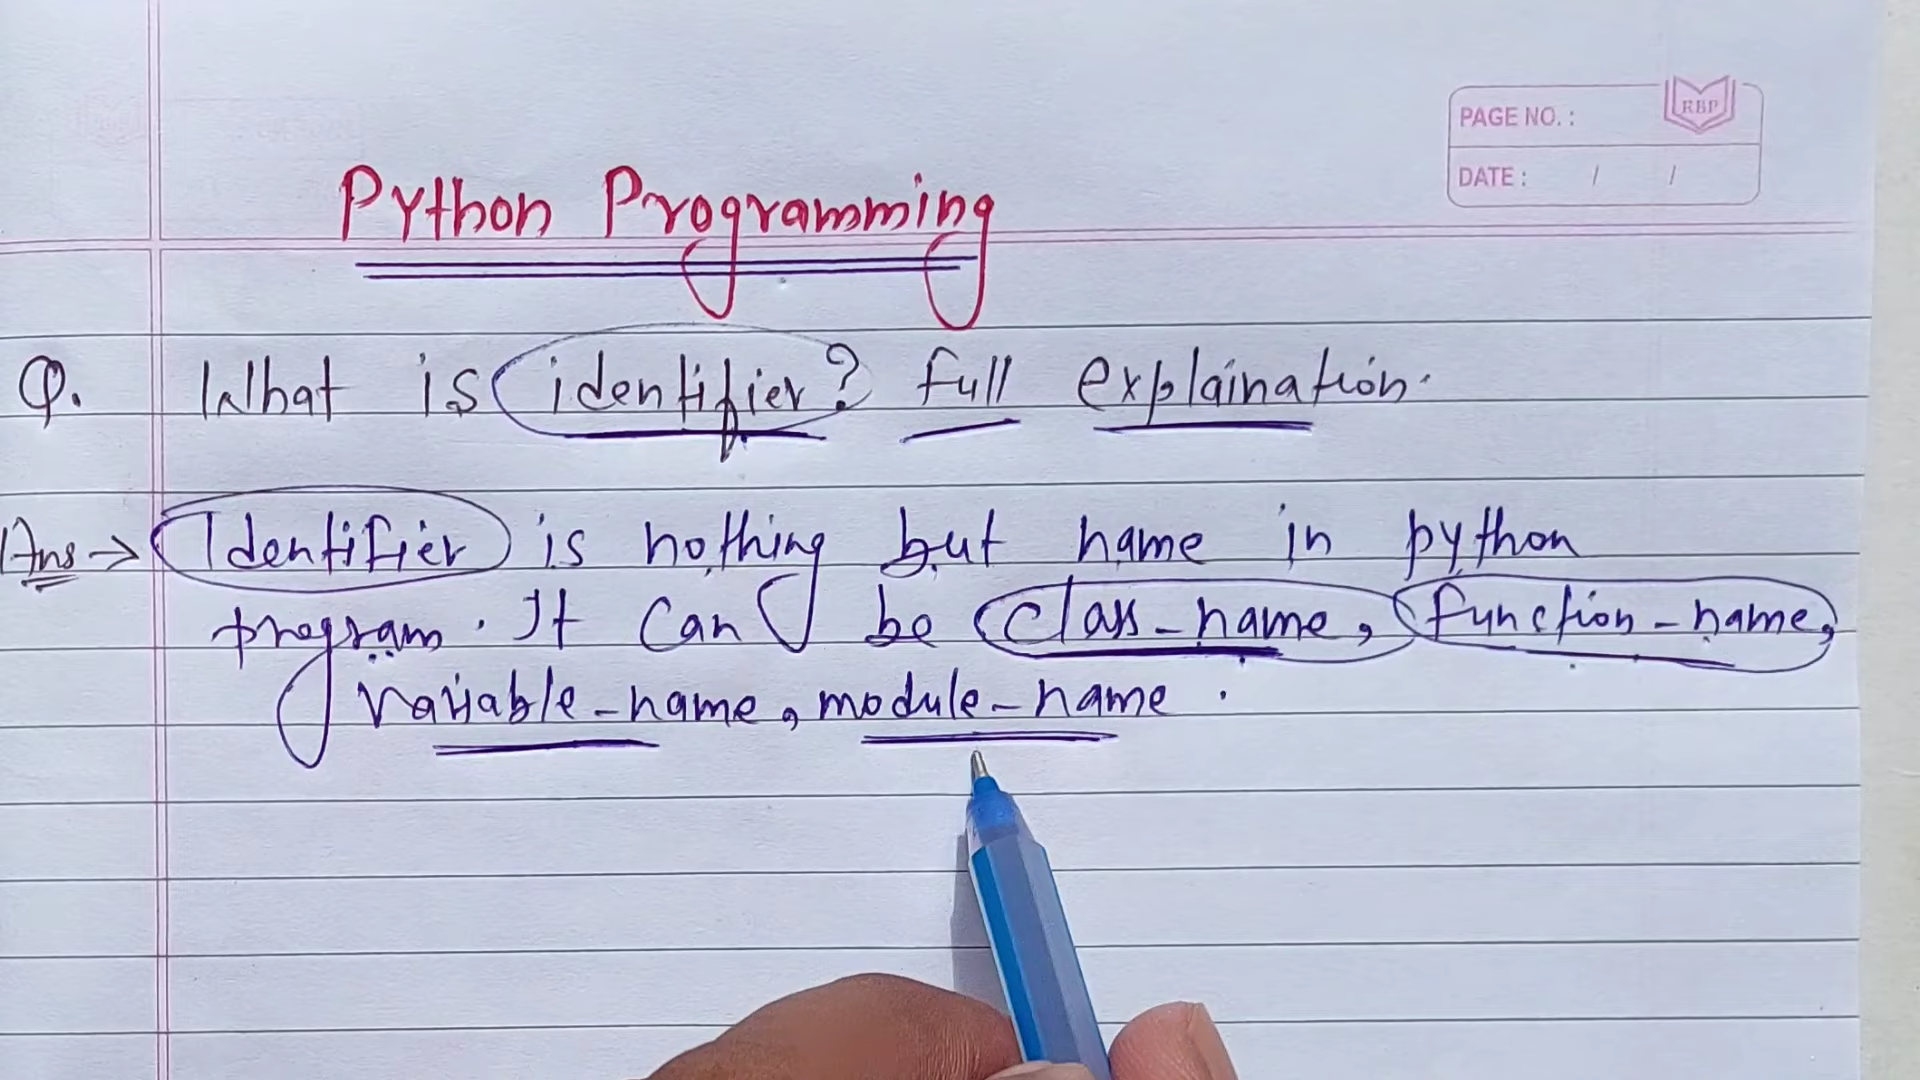 PAGE NO. :
RBP
DATE : / /
Python Programming
Q. What is identifier? full explaination.
Ans → Identifier is nothing but name in python
program. It can be class_name, function_name,
variable_name, module_name.